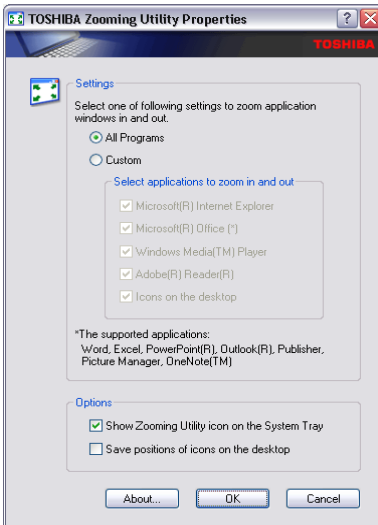 TOSHIBA Zooming Utility Properties
TOSHIBA
Settings
Select one of following settings to zoom application
windows in and out.
All Programs
Custom
Select applications to zoom in and out
Microsoft(R) Internet Explorer
Microsoft(R) Office (*)
Windows Media(TM) Player
Adobe(R) Reader(R)
Icons on the desktop
*The supported applications:
Word, Excel, PowerPoint(R), Outlook(R), Publisher,
Picture Manager, OneNote(TM)
Options
Show Zooming Utility icon on the System Tray
Save positions of icons on the desktop
About... OK Cancel